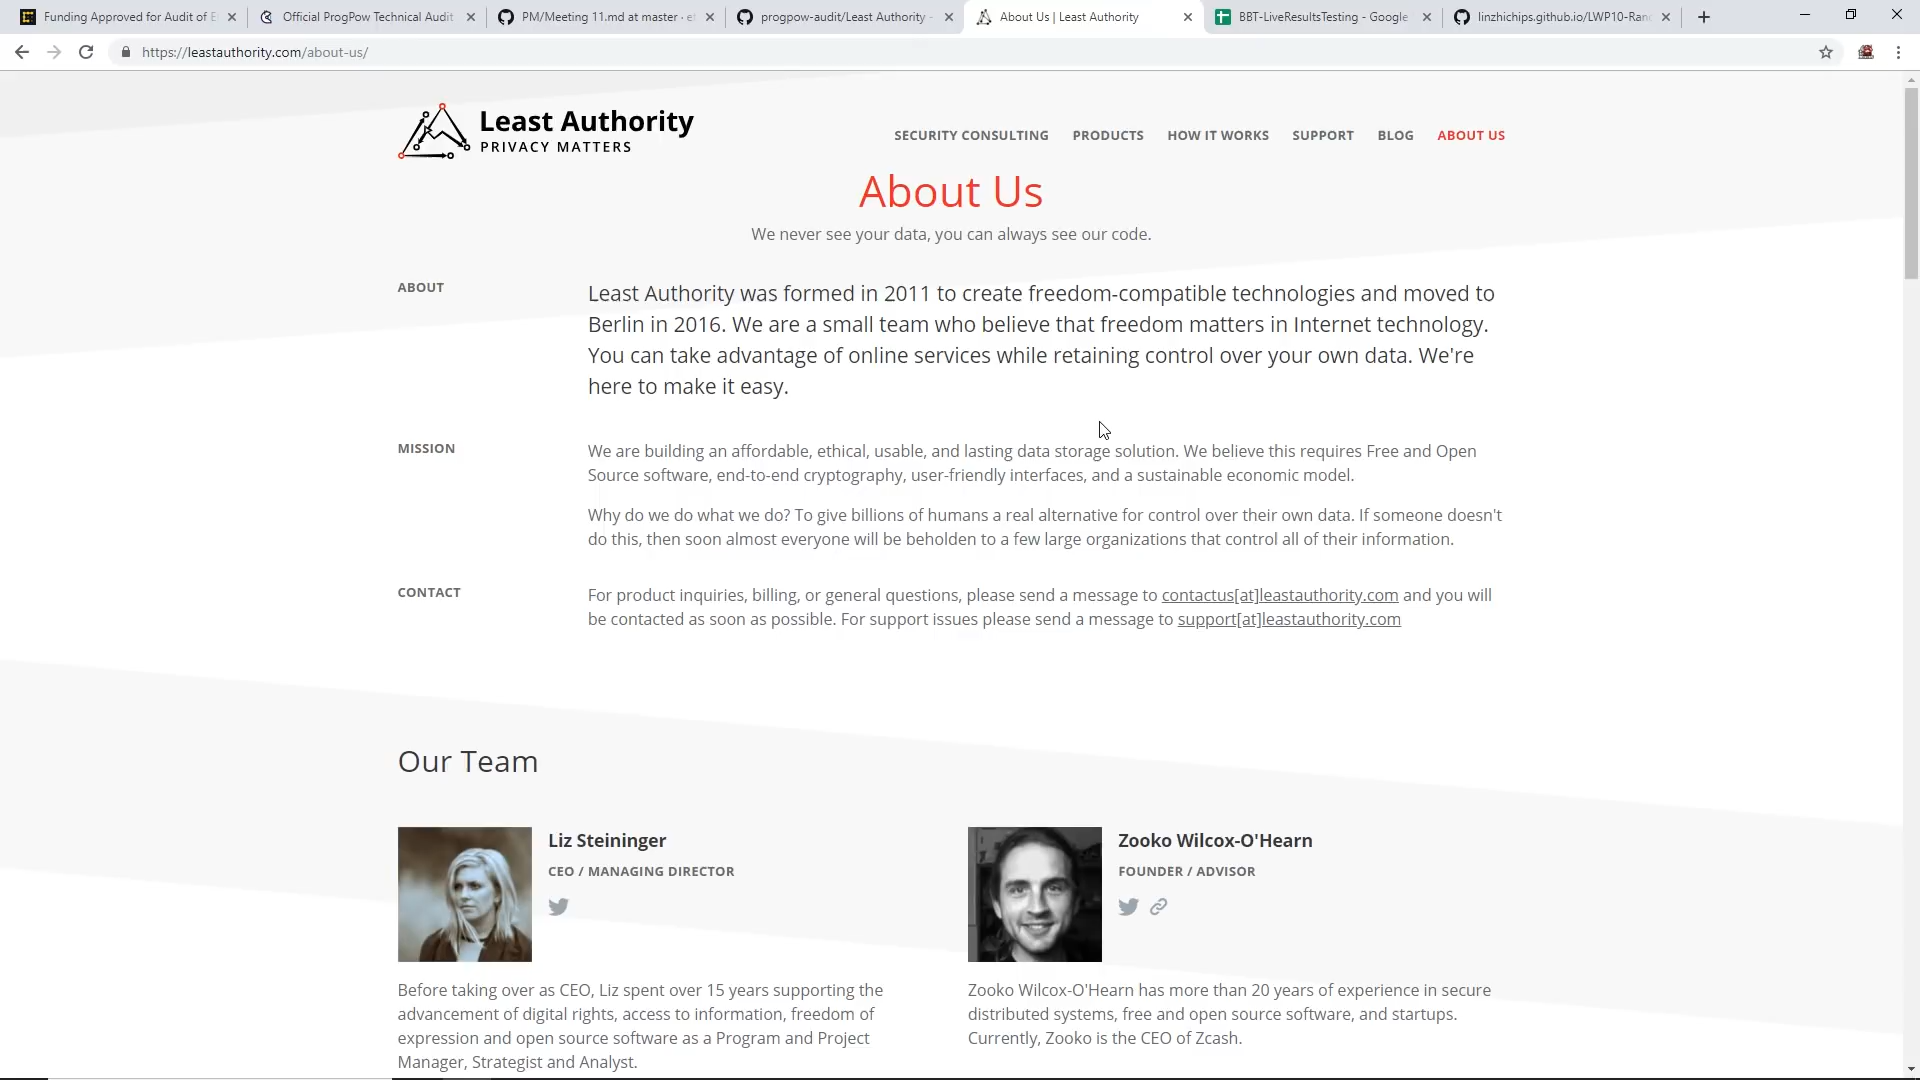 Funding Approved for Audit of E
Official ProgPow Technical Audit
PM/Meeting 11.md at master · et
progpow-audit/Least Authority -
About Us | Least Authority
BBT-LiveResultsTesting - Google
linzhichips.github.io/LWP10-Ran
https://leastauthority.com/about-us/
Least Authority
PRIVACY MATTERS
SECURITY CONSULTING
PRODUCTS
HOW IT WORKS
SUPPORT
BLOG
ABOUT US
About Us
We never see your data, you can always see our code.
ABOUT
Least Authority was formed in 2011 to create freedom-compatible technologies and moved to
Berlin in 2016. We are a small team who believe that freedom matters in Internet technology.
You can take advantage of online services while retaining control over your own data. We're
here to make it easy.
MISSION
We are building an affordable, ethical, usable, and lasting data storage solution. We believe this requires Free and Open
Source software, end-to-end cryptography, user-friendly interfaces, and a sustainable economic model.
Why do we do what we do? To give billions of humans a real alternative for control over their own data. If someone doesn't
do this, then soon almost everyone will be beholden to a few large organizations that control all of their information.
CONTACT
For product inquiries, billing, or general questions, please send a message to contactus[at]leastauthority.com and you will
be contacted as soon as possible. For support issues please send a message to support[at]leastauthority.com
Our Team
Liz Steininger
CEO / MANAGING DIRECTOR
Before taking over as CEO, Liz spent over 15 years supporting the
advancement of digital rights, access to information, freedom of
expression and open source software as a Program and Project
Manager, Strategist and Analyst.
Zooko Wilcox-O'Hearn
FOUNDER / ADVISOR
Zooko Wilcox-O'Hearn has more than 20 years of experience in secure
distributed systems, free and open source software, and startups.
Currently, Zooko is the CEO of Zcash.